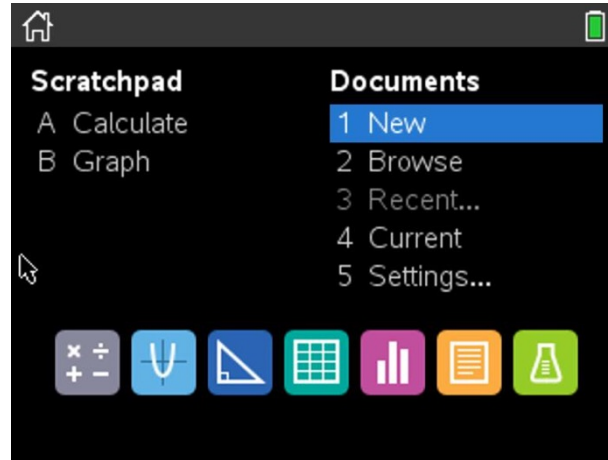 Scratchpad
A Calculate
B Graph
Documents
1 New
2 Browse
3 Recent...
4 Current
5 Settings...